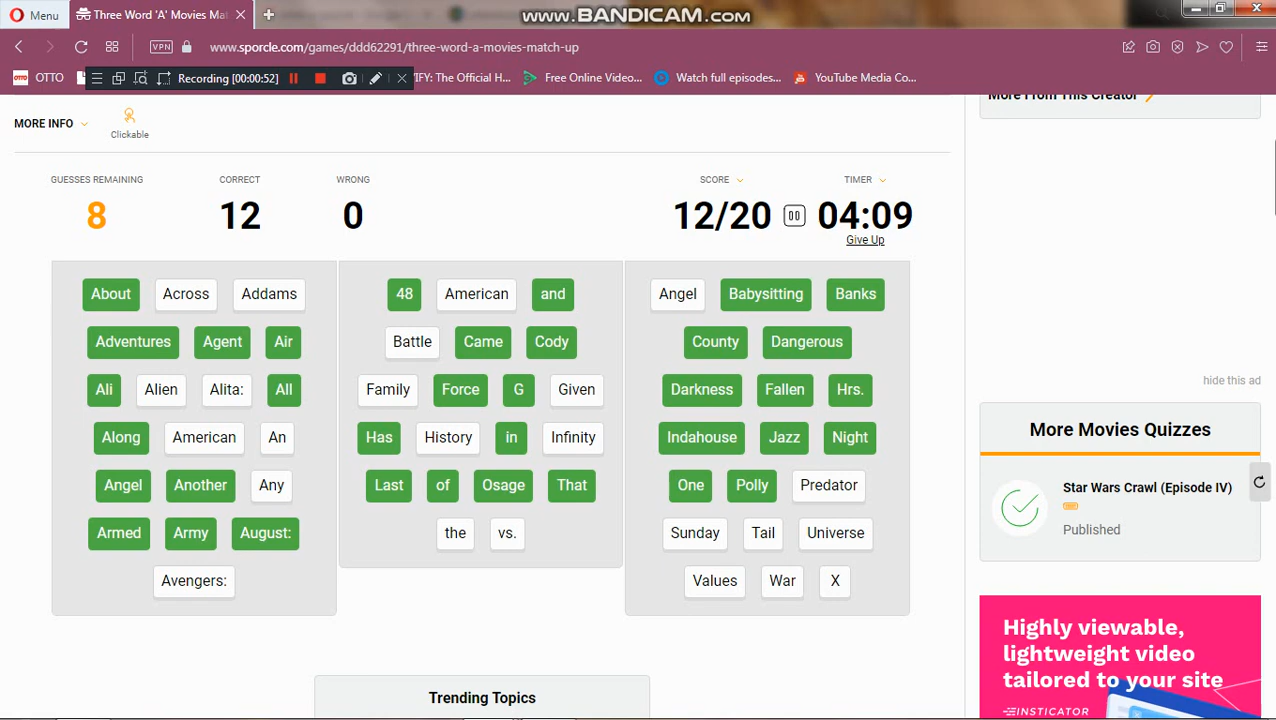 www.BANDICAM.com
Menu
Three Word 'A' Movies Mat
VPN
www.sporcle.com/games/ddd62291/three-word-a-movies-match-up
OTTO
Recording [00:00:52]
IFY: The Official H...
Free Online Video...
Watch full episodes...
YouTube Media Co...
More From This Creator
MORE INFO
Clickable
GUESSES REMAINING
CORRECT
WRONG
SCORE
TIMER
8
12
0
12/20
04:09
Give Up
About Across Addams
Adventures Agent Air
Ali Alien Alita: All
Along American An
Angel Another Any
Armed Army August:
Avengers:
48 American and
Battle Came Cody
Family Force G Given
Has History in Infinity
Last of Osage That
the vs.
Angel Babysitting Banks
County Dangerous
Darkness Fallen Hrs.
Indahouse Jazz Night
One Polly Predator
Sunday Tail Universe
Values War X
hide this ad
More Movies Quizzes
Star Wars Crawl (Episode IV)
Published
Highly viewable,
lightweight video
tailored to your site
INSTICATOR
Trending Topics